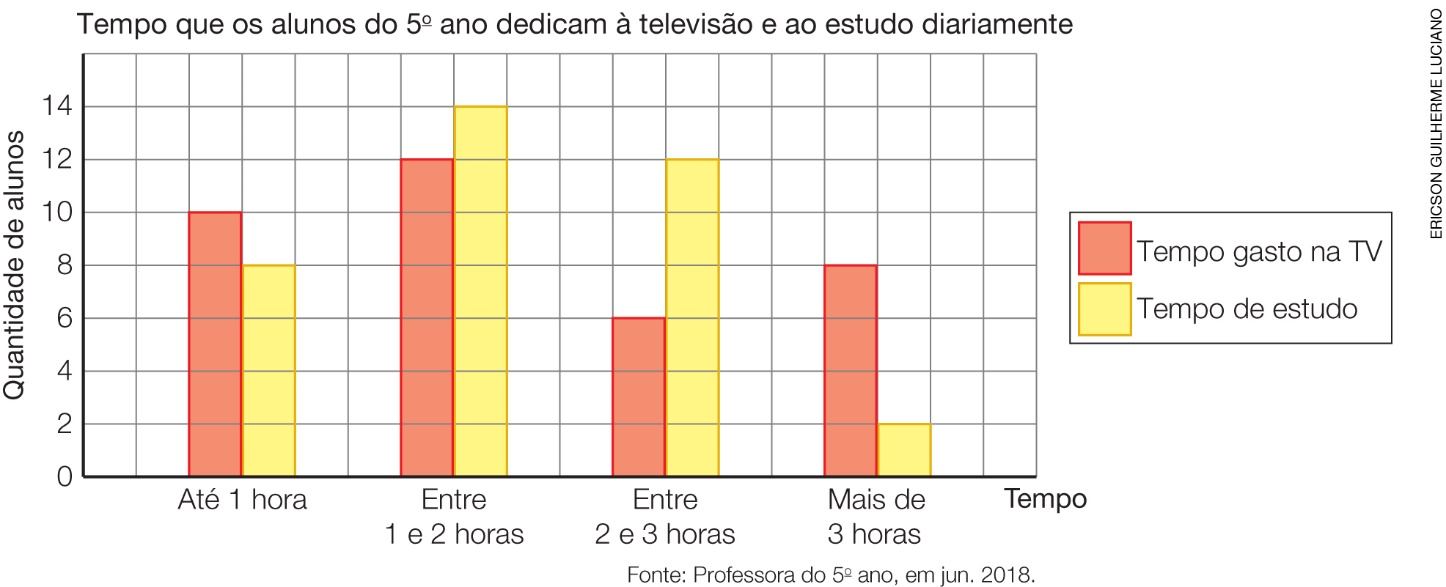 Tempo que os alunos do 5º ano dedicam à televisão e ao estudo diariamente
ERICSON GUILHERME LUCIANO
Quantidade de alunos
14
12
10
8
6
4
2
0
Até 1 hora
Entre
1 e 2 horas
Entre
2 e 3 horas
Mais de
3 horas
Tempo
Tempo gasto na TV
Tempo de estudo
Fonte: Professora do 5º ano, em jun. 2018.